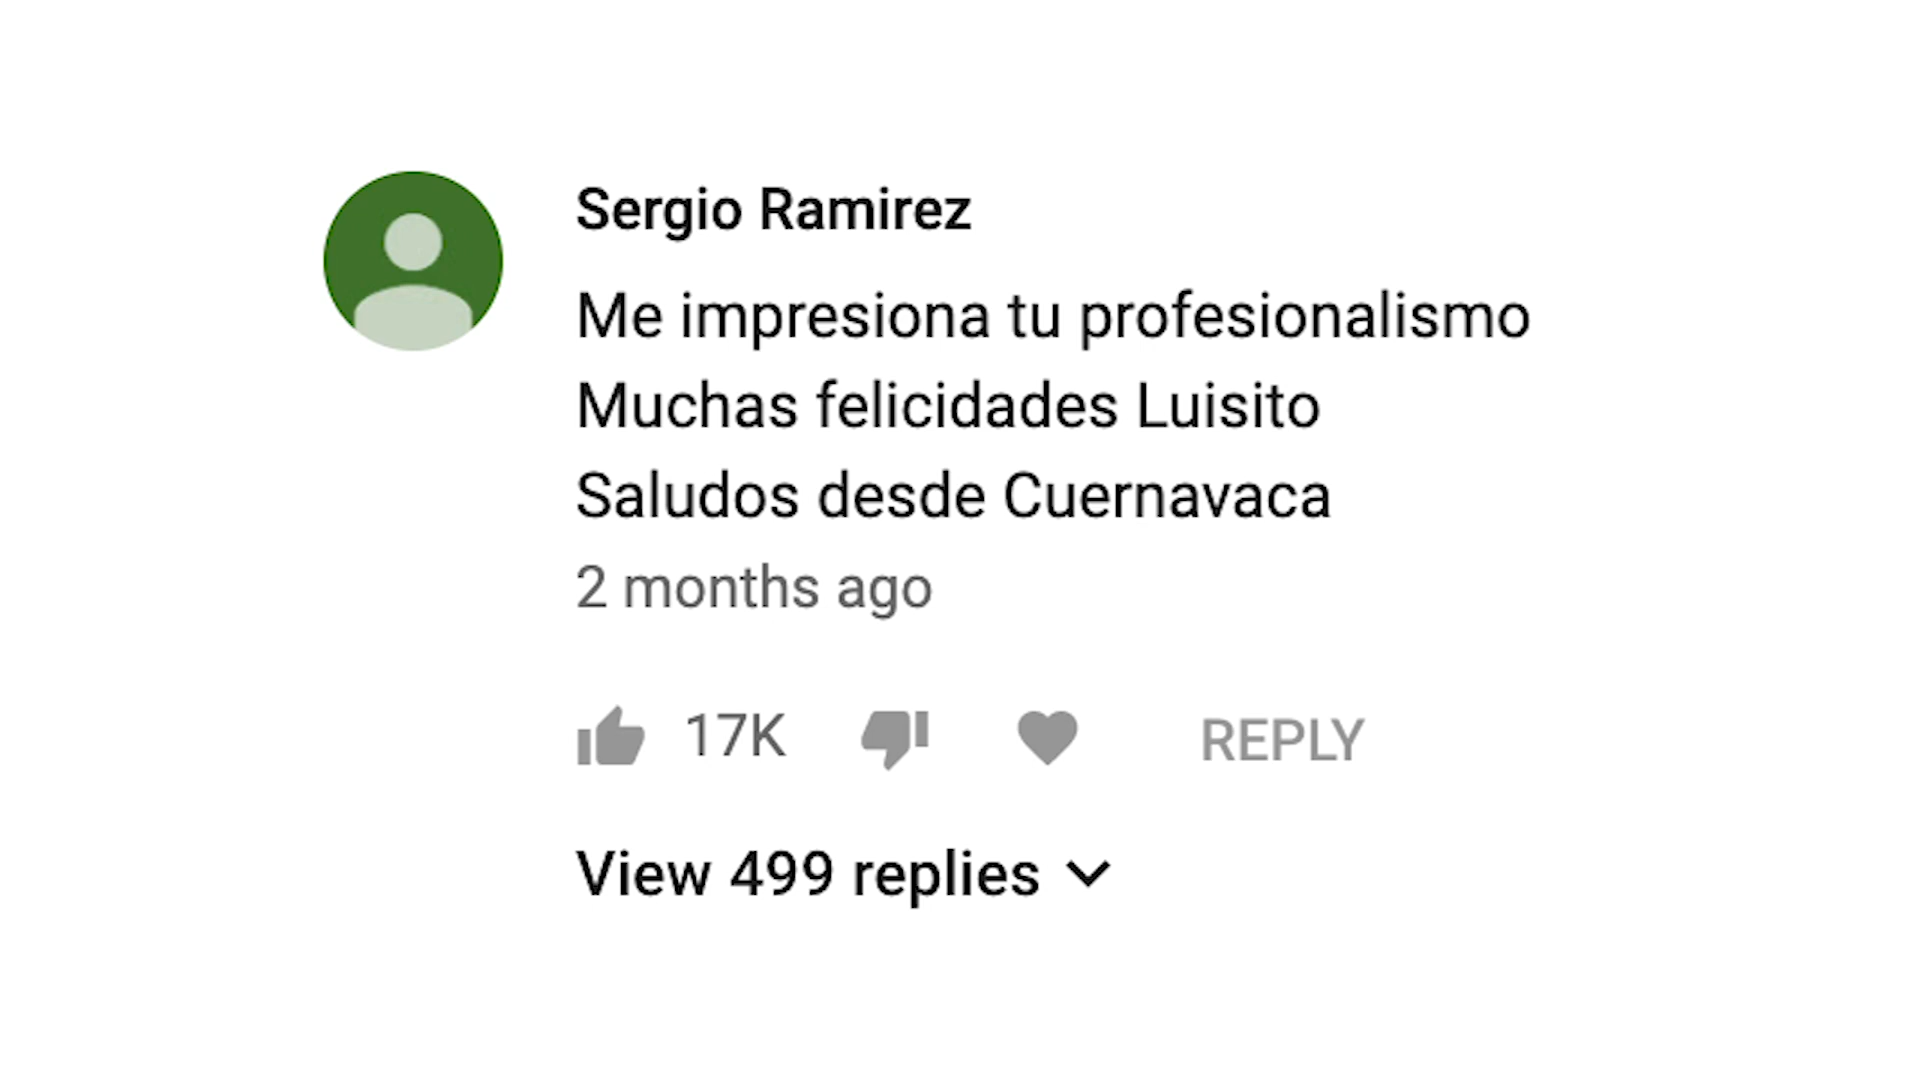 Sergio Ramirez
Me impresiona tu profesionalismo
Muchas felicidades Luisito
Saludos desde Cuernavaca
2 months ago
17K REPLY
View 499 replies